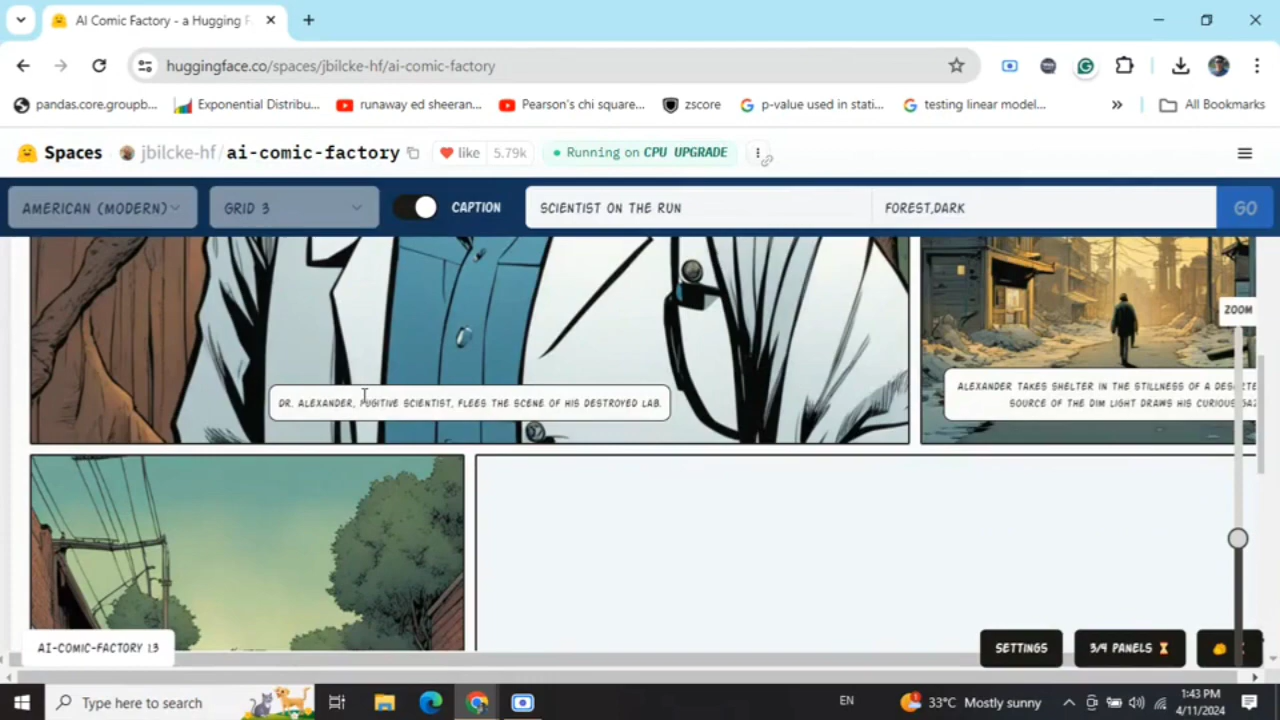 AI Comic Factory - a Hugging F
huggingface.co/spaces/jbilcke-hf/ai-comic-factory
pandas.core.groupb... Exponential Distribu... runaway ed sheeran... Pearson's chi square... zscore p-value used in stati... testing linear model... » All Bookmarks
Spaces jbilcke-hf/ai-comic-factory like 5.79k Running on CPU UPGRADE
AMERICAN (MODERN) GRID 3 CAPTION SCIENTIST ON THE RUN FOREST,DARK GO
ZOOM
ALEXANDER TAKES SHELTER IN THE STILLNESS OF A
DR. ALEXANDER, FUGITIVE SCIENTIST, FLEES THE SCENE OF HIS DESTROYED LAB.
SOURCE OF THE DIM LIGHT DRAWS HIS CURIOUS
AI-COMIC-FACTORY 1.3 SETTINGS 3/4 PANELS
Type here to search EN 33°C Mostly sunny 1:43 PM
4/11/2024